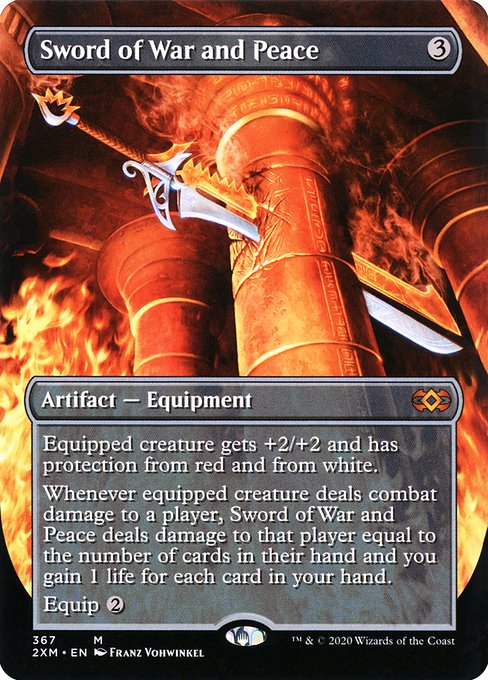 Sword of War and Peace 3
Artifact — Equipment
Equipped creature gets +2/+2 and has
protection from red and from white.
Whenever equipped creature deals combat
damage to a player, Sword of War and
Peace deals damage to that player equal to
the number of cards in their hand and you
gain 1 life for each card in your hand.
Equip 2
367 M
2XM • EN Franz Vohwinkel
™ & © 2020 Wizards of the Coast